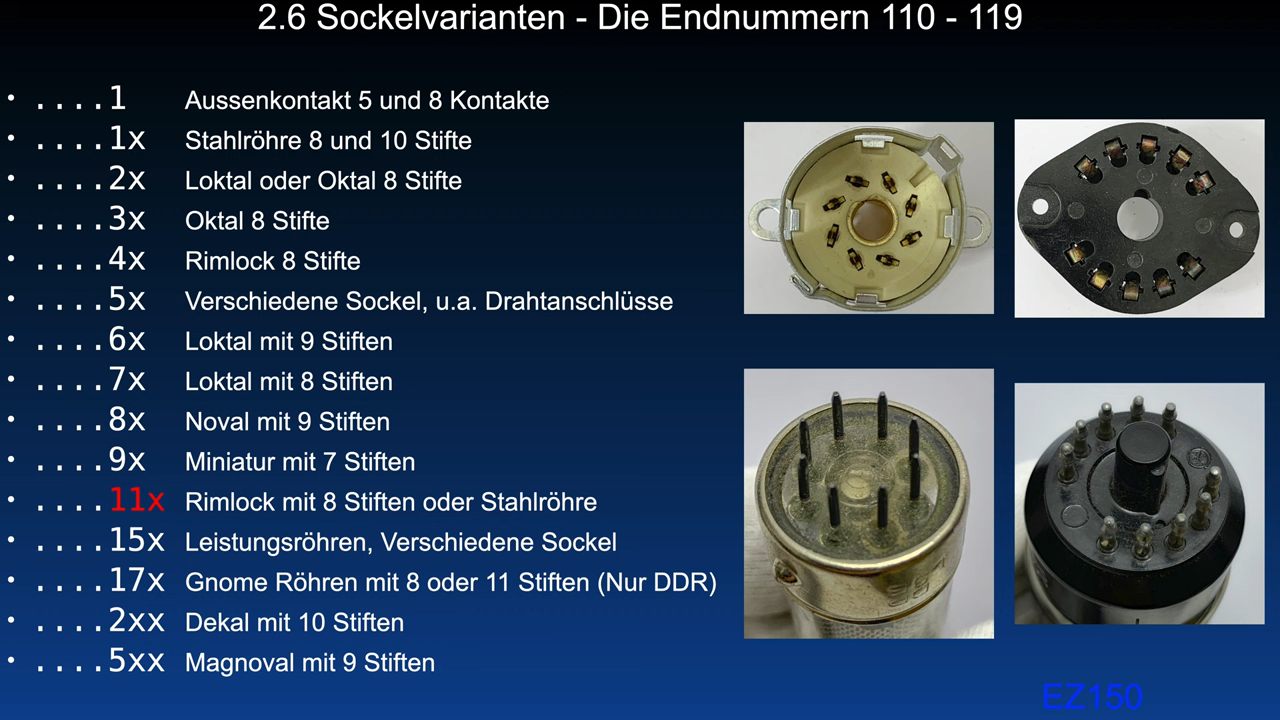 2.6 Sockelvarianten - Die Endnummern 110 - 119
• ....1 Aussenkontakt 5 und 8 Kontakte
• ....1x Stahlröhre 8 und 10 Stifte
• ....2x Loktal oder Oktal 8 Stifte
• ....3x Oktal 8 Stifte
• ....4x Rimlock 8 Stifte
• ....5x Verschiedene Sockel, u.a. Drahtanschlüsse
• ....6x Loktal mit 9 Stiften
• ....7x Loktal mit 8 Stiften
• ....8x Noval mit 9 Stiften
• ....9x Miniatur mit 7 Stiften
• ....11x Rimlock mit 8 Stiften oder Stahlröhre
• ....15x Leistungsröhren, Verschiedene Sockel
• ....17x Gnome Röhren mit 8 oder 11 Stiften (Nur DDR)
• ....2xx Dekal mit 10 Stiften
• ....5xx Magnoval mit 9 Stiften
EZ150